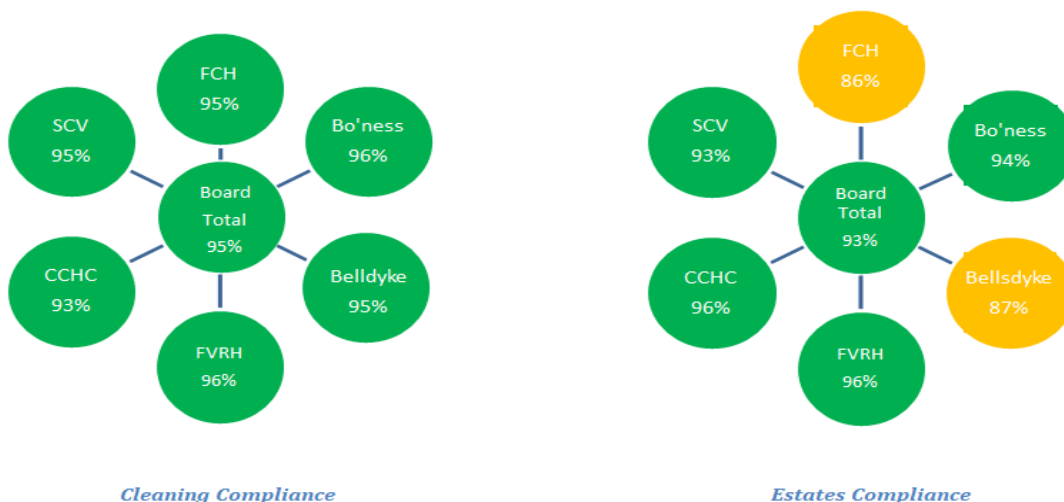 FCH
95%
Bo'ness
96%
Belldyke
95%
FVRH
96%
CCHC
93%
SCV
95%
Board
Total
95%
Cleaning Compliance
FCH
86%
Bo'ness
94%
Bellsdyke
87%
FVRH
96%
CCHC
96%
SCV
93%
Board
Total
93%
Estates Compliance